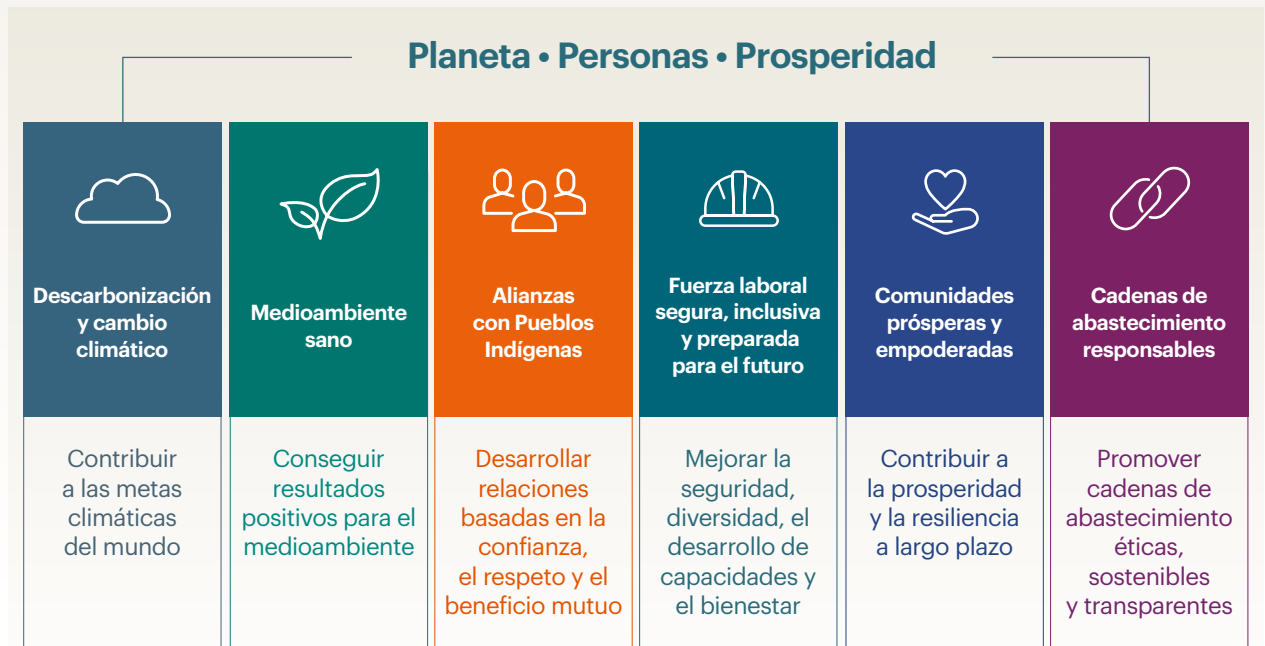 Planeta • Personas • Prosperidad
Descarbonización
y cambio
climático
Contribuir
a las metas
climáticas
del mundo
Medioambiente
sano
Conseguir
resultados
positivos para el
medioambiente
Alianzas
con Pueblos
Indígenas
Desarrollar
relaciones
basadas en la
confianza,
el respeto y el
beneficio mutuo
Fuerza laboral
segura, inclusiva
y preparada
para el futuro
Mejorar la
seguridad,
diversidad, el
desarrollo de
capacidades y
el bienestar
Comunidades
prósperas y
empoderadas
Contribuir a
la prosperidad
y la resiliencia
a largo plazo
Cadenas de
abastecimiento
responsables
Promover
cadenas de
abastecimiento
éticas,
sostenibles
y transparentes